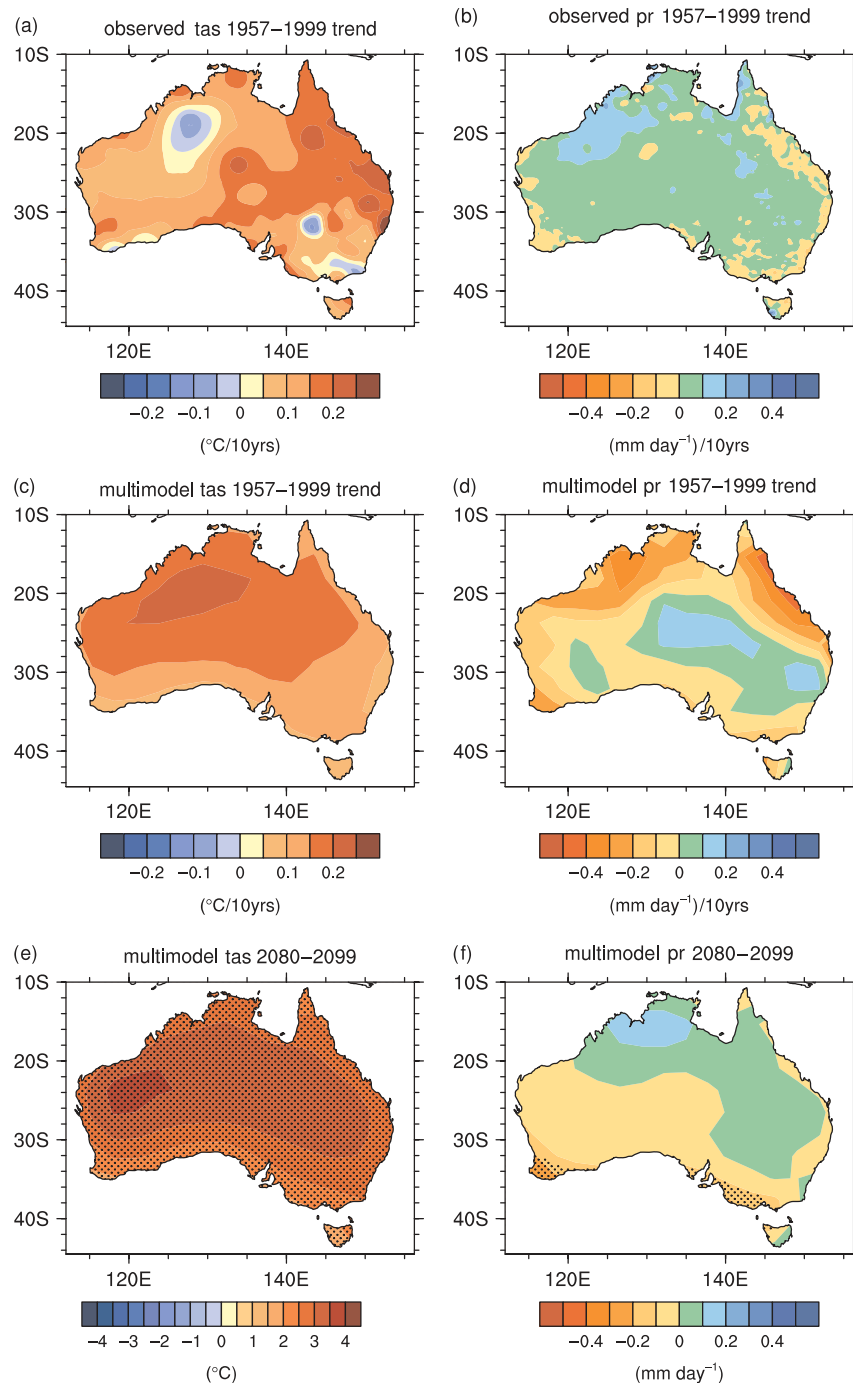 (a)
observed tas 1957−1999 trend
10S
20S
30S
40S
120E
140E
−0.2 −0.1 0 0.1 0.2
(°C/10yrs)
(b)
observed pr 1957−1999 trend
10S
20S
30S
40S
120E
140E
−0.4 −0.2 0 0.2 0.4
(mm day⁻¹)/10yrs
(c)
multimodel tas 1957−1999 trend
10S
20S
30S
40S
120E
140E
−0.2 −0.1 0 0.1 0.2
(°C/10yrs)
(d)
multimodel pr 1957−1999 trend
10S
20S
30S
40S
120E
140E
−0.4 −0.2 0 0.2 0.4
(mm day⁻¹)/10yrs
(e)
multimodel tas 2080−2099
10S
20S
30S
40S
120E
140E
−4 −3 −2 −1 0 1 2 3 4
(°C)
(f)
multimodel pr 2080−2099
10S
20S
30S
40S
120E
140E
−0.4 −0.2 0 0.2 0.4
(mm day⁻¹)